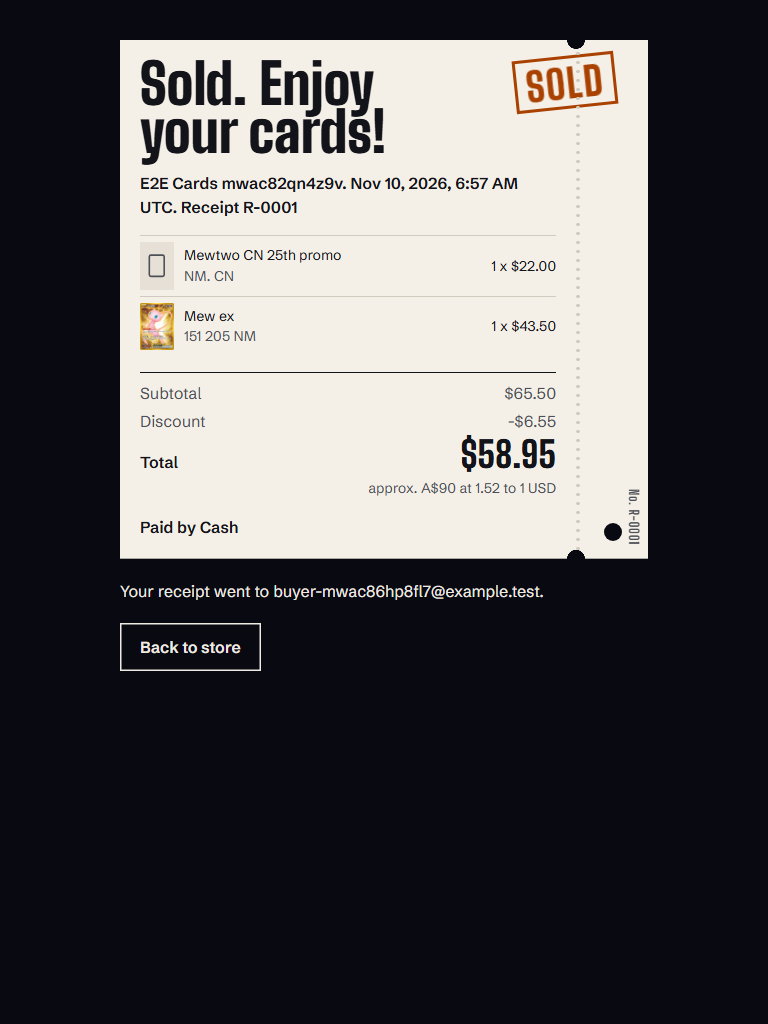 Sold. Enjoy
your cards!
SOLD
E2E Cards mwac82qn4z9v. Nov 10, 2026, 6:57 AM
UTC. Receipt R-0001
Mewtwo CN 25th promo
NM. CN
1 x $22.00
Mew ex
151 205 NM
1 x $43.50
Subtotal
$65.50
Discount
-$6.55
Total
$58.95
approx. A$90 at 1.52 to 1 USD
Paid by Cash
No. R-0001
Your receipt went to buyer-mwac86hp8fl7@example.test.
Back to store